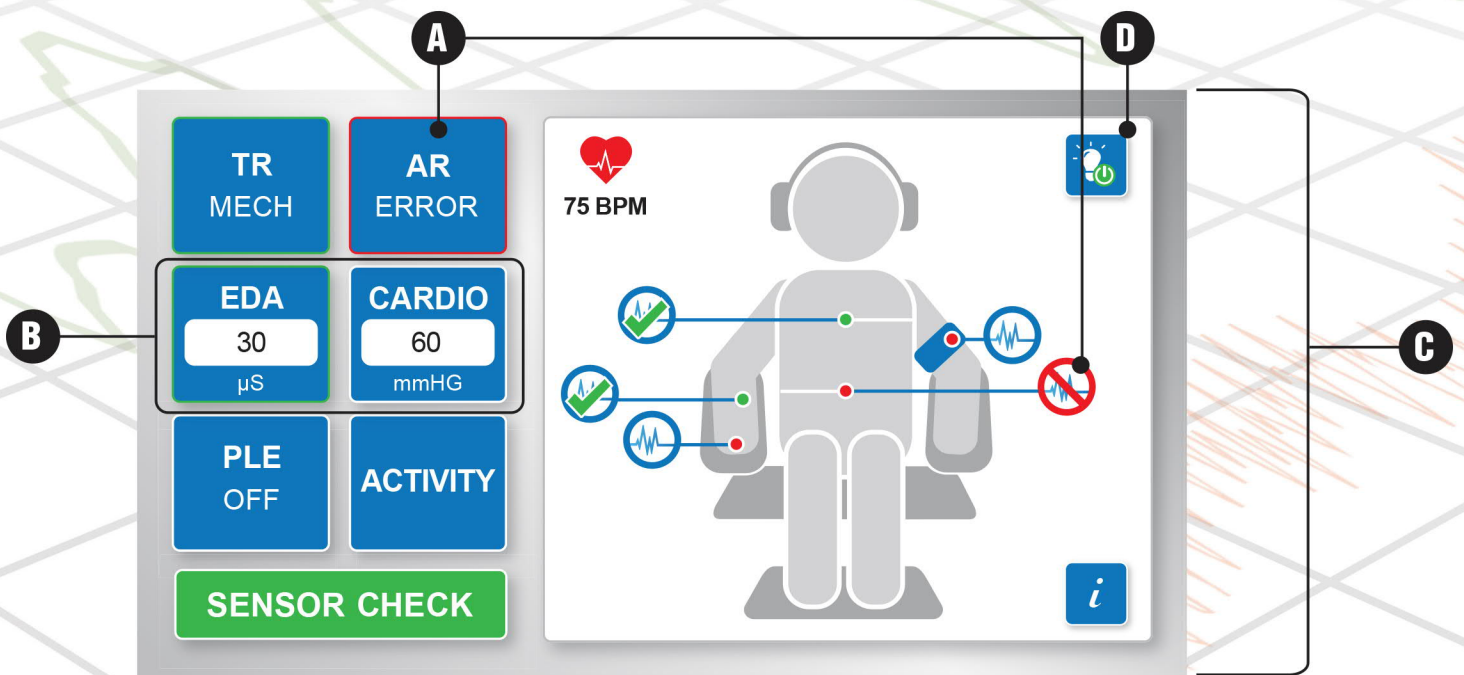 A
D
TR
MECH
AR
ERROR
75 BPM
B
EDA
30
µS
CARDIO
60
mmHG
C
PLE
OFF
ACTIVITY
SENSOR CHECK
i